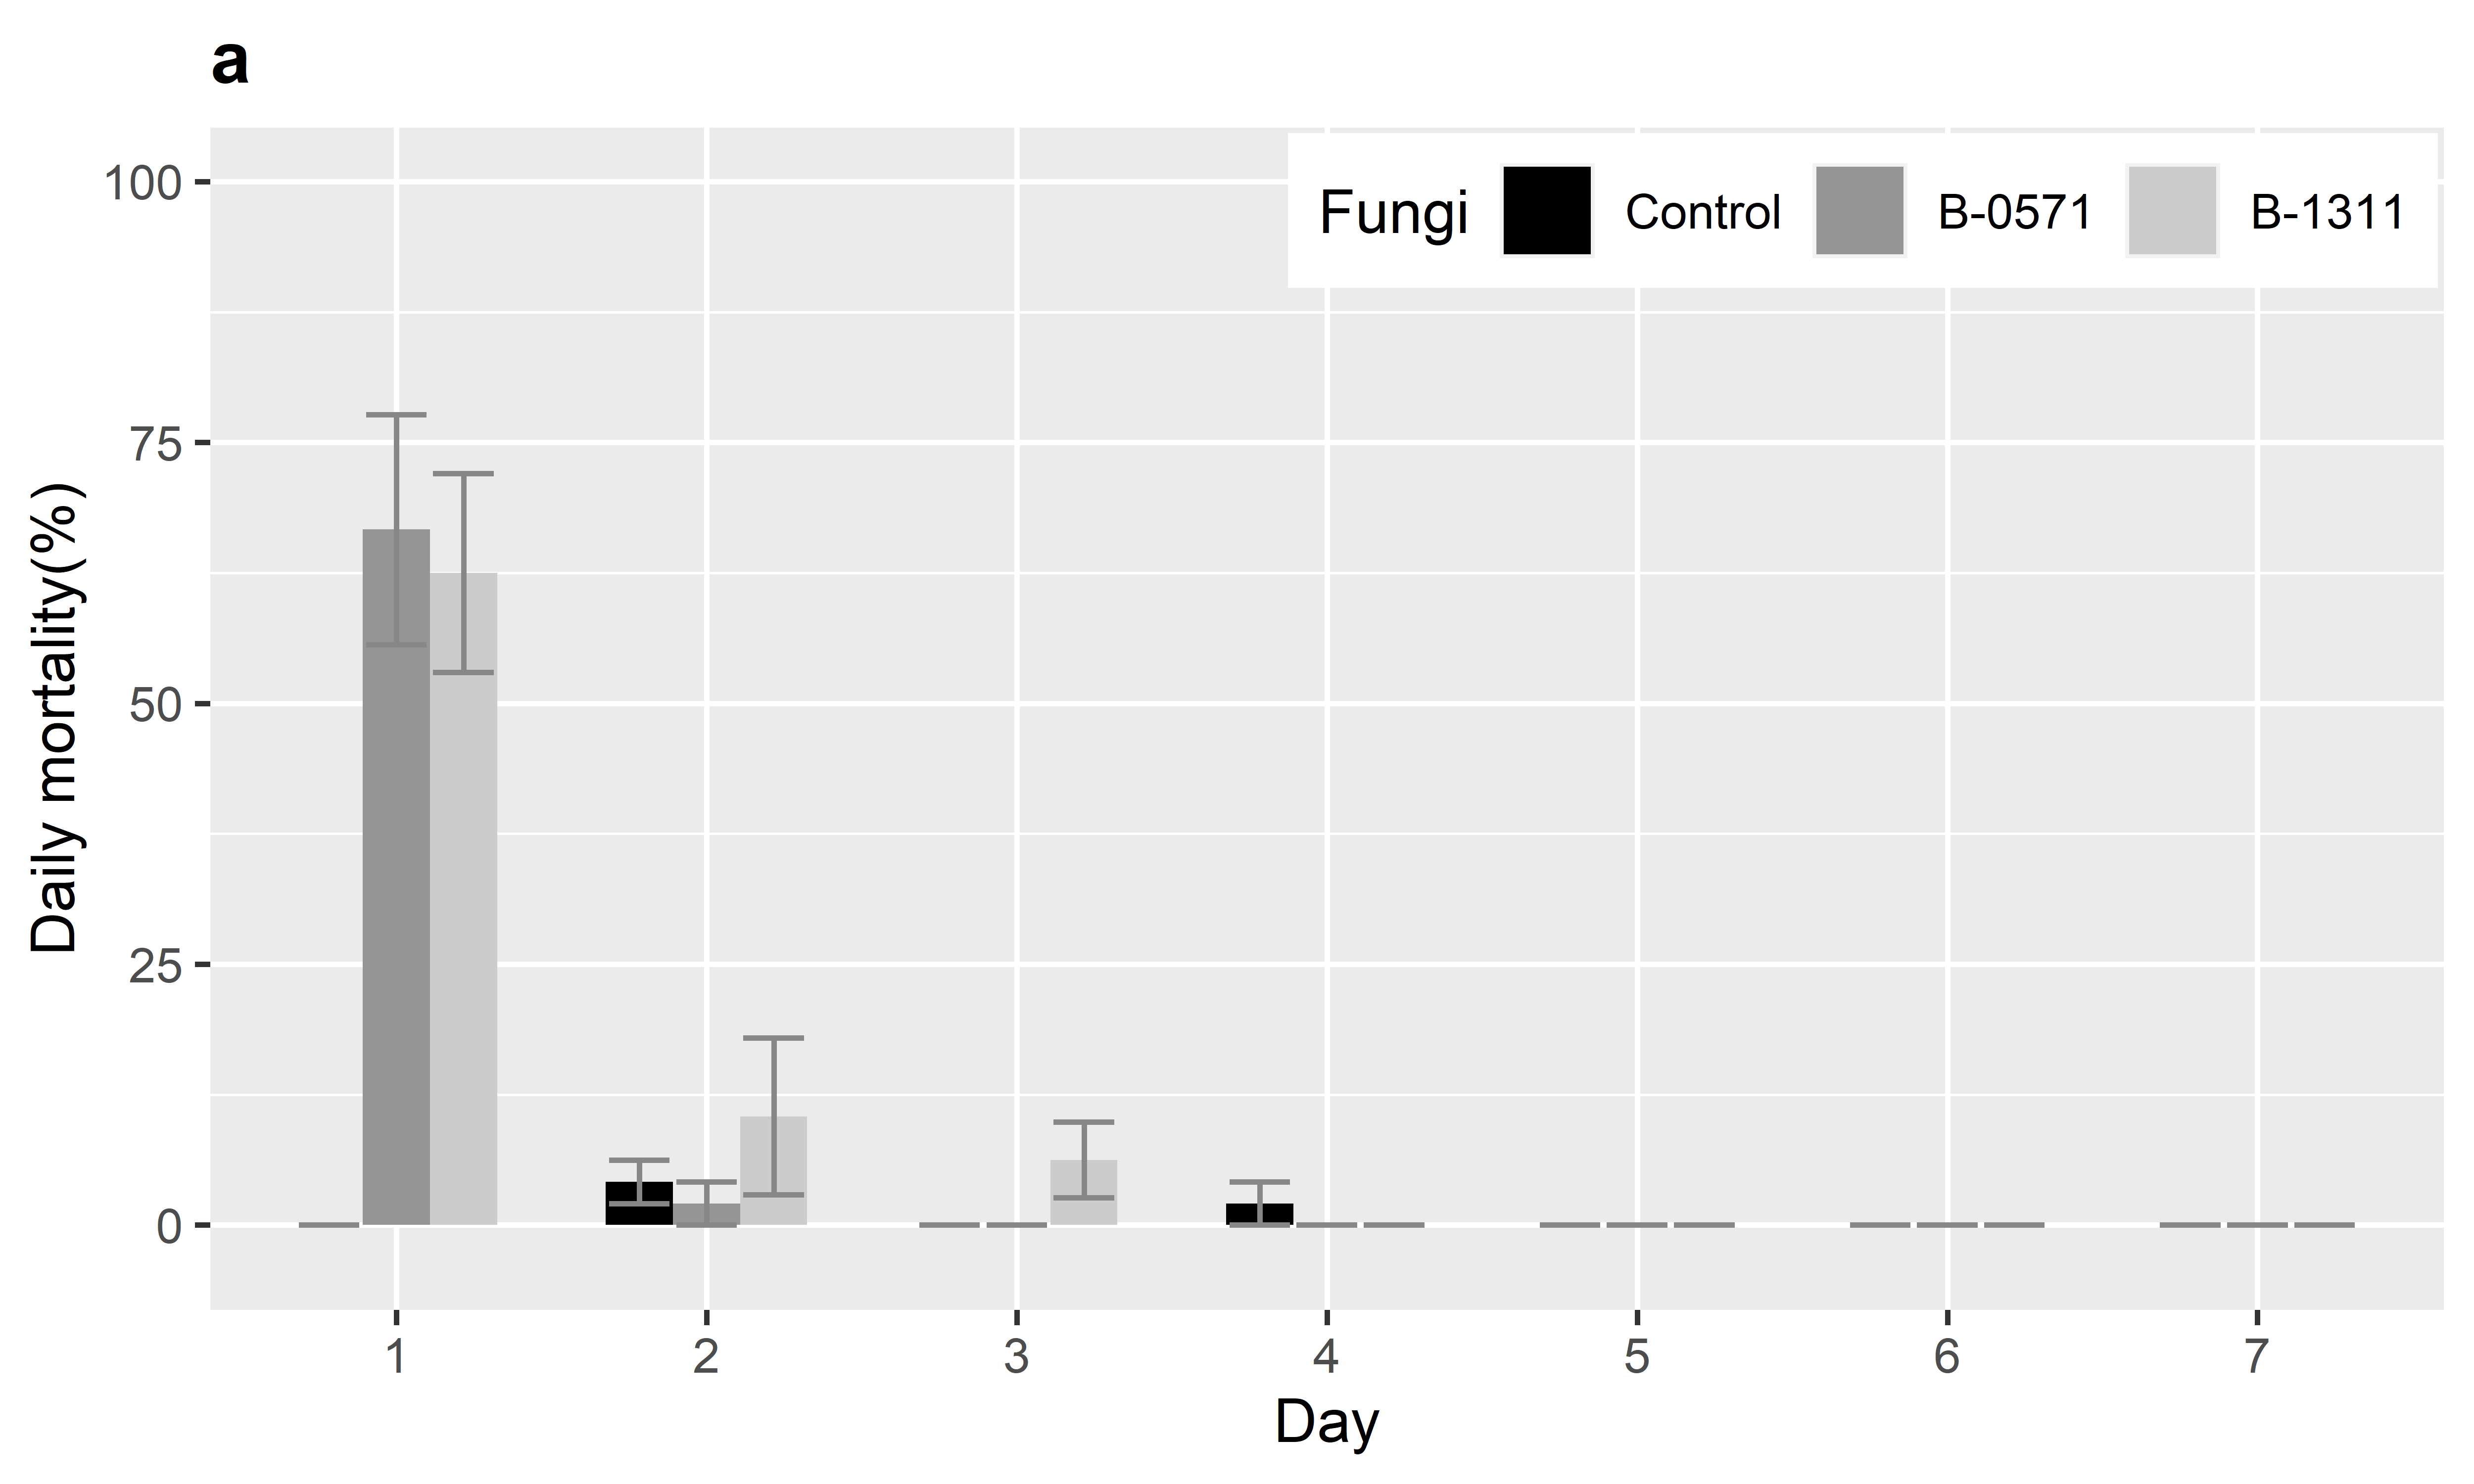 a
Fungi Control B-0571 B-1311
100
75
50
25
0
Daily mortality(%)
1 2 3 4 5 6 7
Day